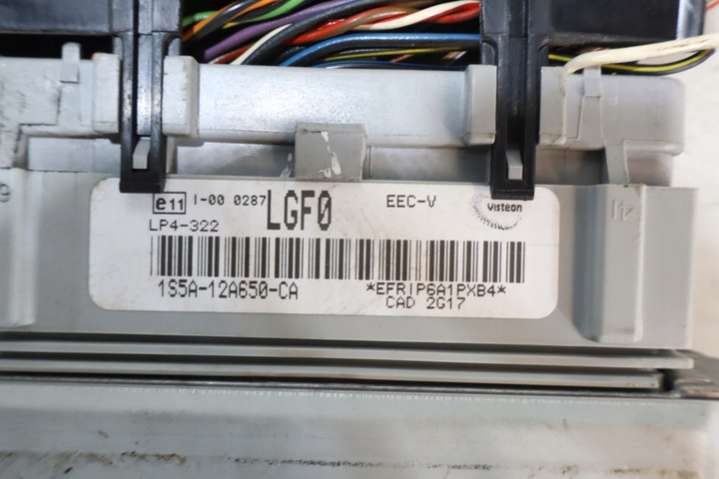 e11 I-00 0287 LGF0 EEC-V Visteon
LP4-322
1S5A-12A650-CA *EFRIP6A1PXB4*
CAD 2G17